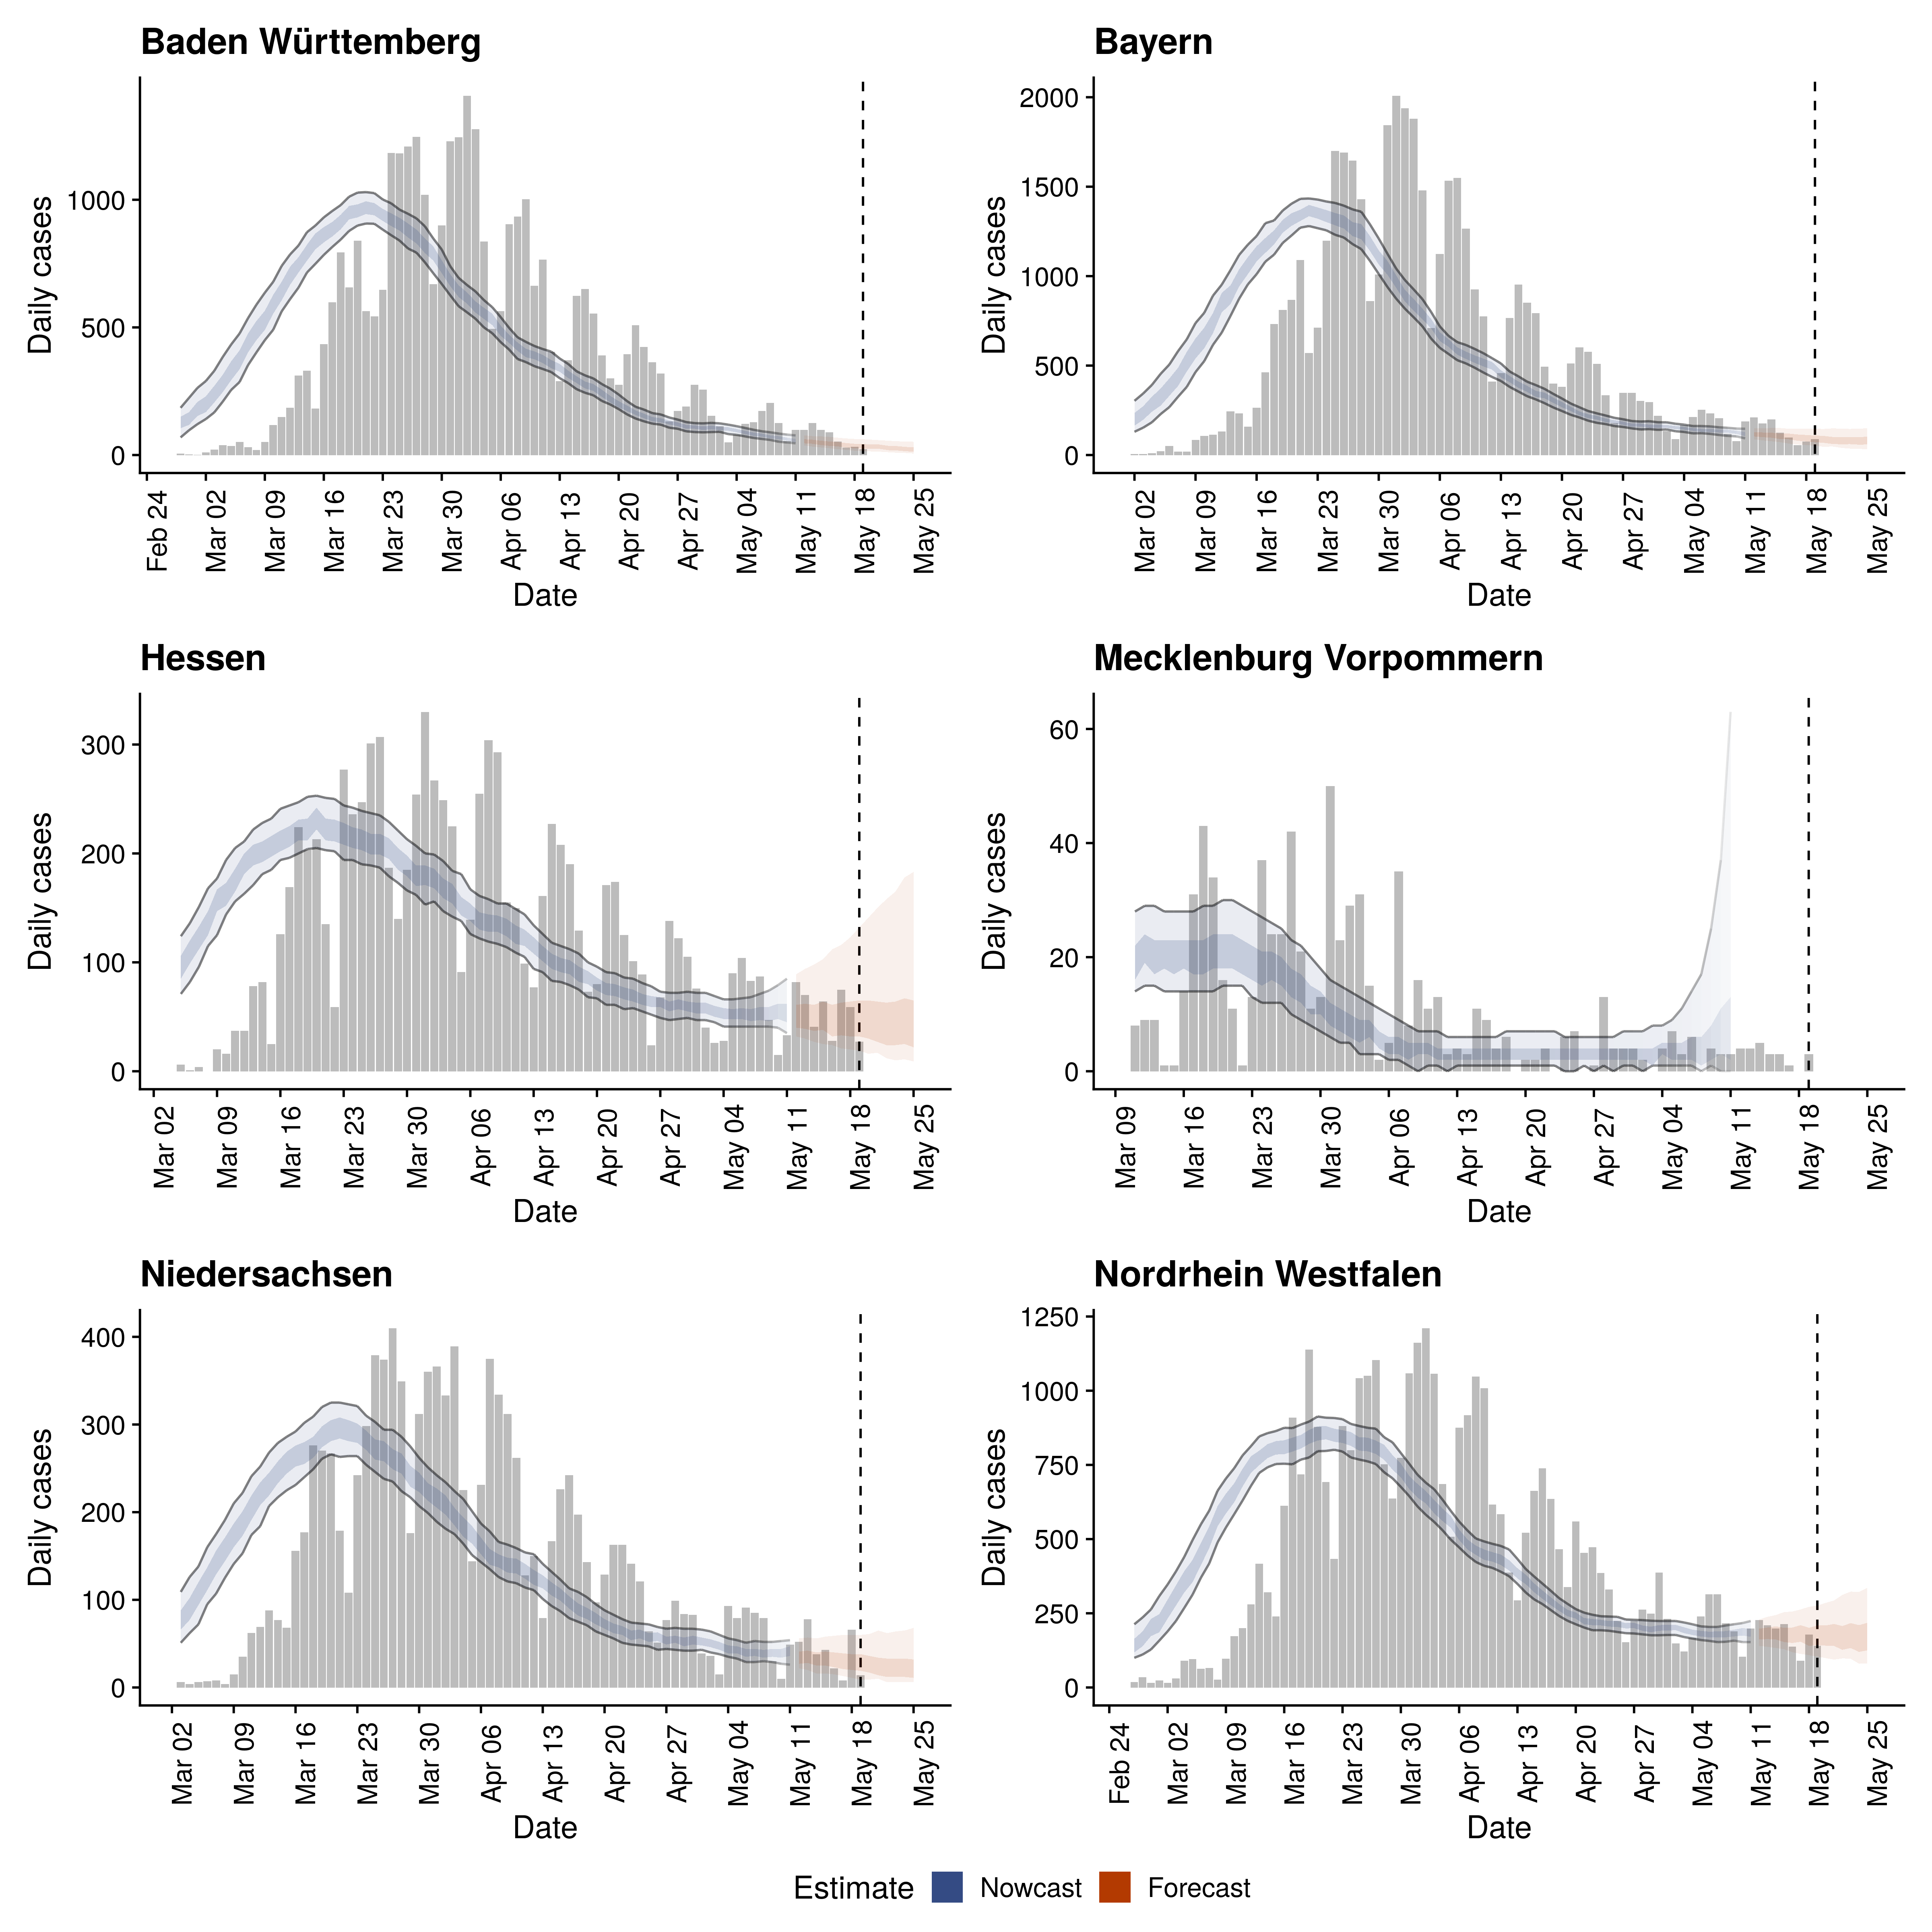 Baden Württemberg
Daily cases
1000
500
0
Feb 24
Mar 02
Mar 09
Mar 16
Mar 23
Mar 30
Apr 06
Apr 13
Apr 20
Apr 27
May 04
May 11
May 18
May 25
Date
Bayern
Daily cases
2000
1500
1000
500
0
Mar 02
Mar 09
Mar 16
Mar 23
Mar 30
Apr 06
Apr 13
Apr 20
Apr 27
May 04
May 11
May 18
May 25
Date
Hessen
Daily cases
300
200
100
0
Mar 02
Mar 09
Mar 16
Mar 23
Mar 30
Apr 06
Apr 13
Apr 20
Apr 27
May 04
May 11
May 18
May 25
Date
Mecklenburg Vorpommern
Daily cases
60
40
20
0
Mar 09
Mar 16
Mar 23
Mar 30
Apr 06
Apr 13
Apr 20
Apr 27
May 04
May 11
May 18
May 25
Date
Niedersachsen
Daily cases
400
300
200
100
0
Mar 02
Mar 09
Mar 16
Mar 23
Mar 30
Apr 06
Apr 13
Apr 20
Apr 27
May 04
May 11
May 18
May 25
Date
Nordrhein Westfalen
Daily cases
1250
1000
750
500
250
0
Feb 24
Mar 02
Mar 09
Mar 16
Mar 23
Mar 30
Apr 06
Apr 13
Apr 20
Apr 27
May 04
May 11
May 18
May 25
Date
Estimate Nowcast Forecast